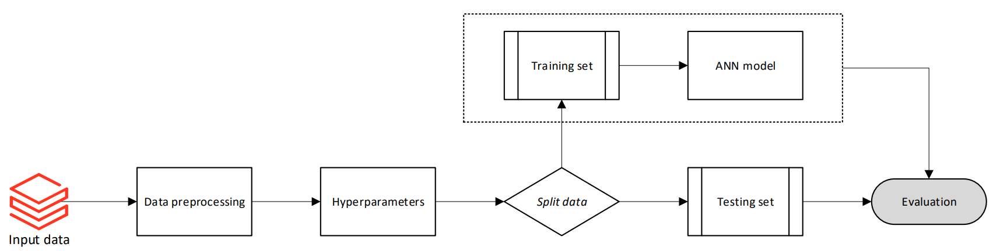 Training set
ANN model
Data preprocessing
Hyperparameters
Split data
Testing set
Evaluation
Input data